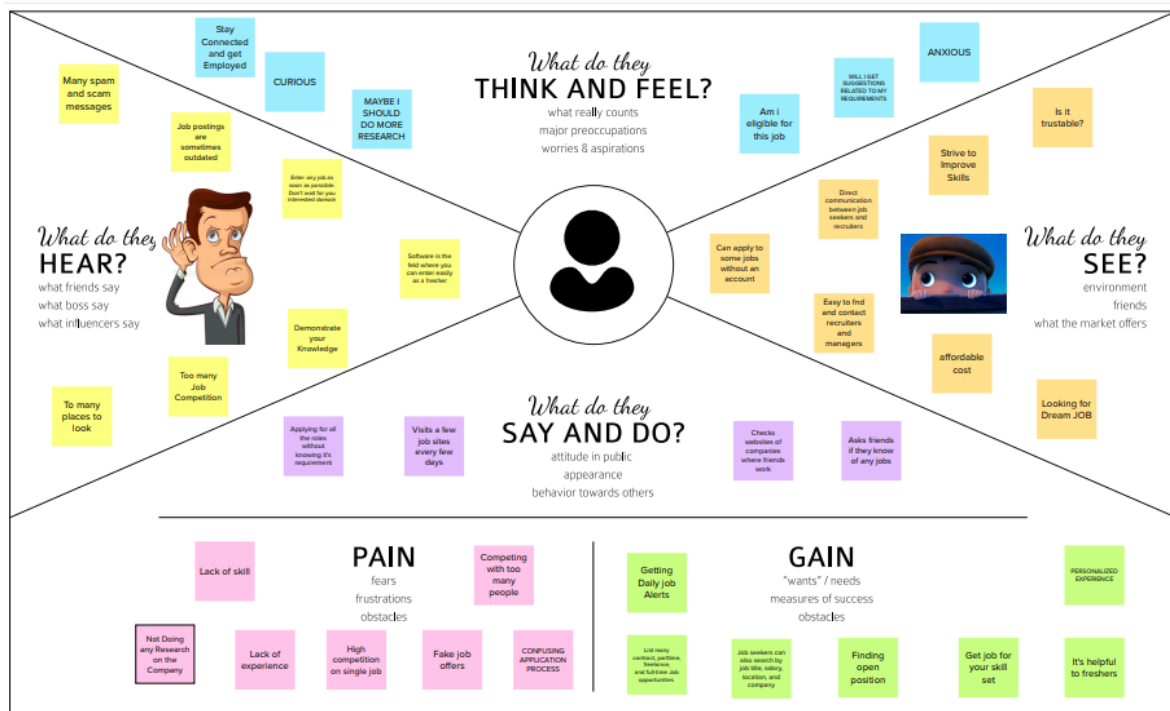 Stay
Connected
and get
Employed
CURIOUS
MAYBE I
SHOULD
DO MORE
RESEARCH
What do they
THINK AND FEEL?
what really counts
major preoccupations
worries & aspirations
Am i
eligible for
this job
WILL I GET
SUGGESTIONS
RELATED TO MY
REQUIREMENTS
ANXIOUS
Many spam
and scam
messages
Job postings
are
sometimes
outdated
Enter any job as
soon as possible.
Don't wait for you
interested domain
Software is the
feild where you
can enter easily
as a fresher
What do they
HEAR?
what friends say
what boss say
what influencers say
Demonstrate
your
Knowledge
Too many
Job
Competition
To many
places to
look
Is it
trustable?
Strive to
Improve
Skills
Direct
communication
between job
seekers and
recruiters
Can apply to
some jobs
without an
account
What do they
SEE?
environment
friends
what the market offers
Easy to fnd
and contact
recruiters
and
managers
affordable
cost
Looking for
Dream JOB
What do they
SAY AND DO?
attitude in public
appearance
behavior towards others
Applying for all
the roles
without
knowing it's
requirement
Visits a few
job sites
every few
days
Checks
websites of
companies
where friends
work
Asks friends
if they know
of any jobs
PAIN
fears
frustrations
obstacles
Lack of skill
Competing
with too
many
people
Not Doing
any Research
on the
Company
Lack of
experience
High
competition
on single job
Fake job
offers
CONFUSING
APPLICATION
PROCESS
GAIN
"wants" / needs
measures of success
obstacles
Getting
Daily job
Alerts
PERSONALIZED
EXPERIENCE
List many
contract, parttime,
freelance,
and full-time Job
opportunities
Job seekers can
also search by
job title, salary,
location, and
company
Finding
open
position
Get job for
your skill
set
It's helpful
to freshers